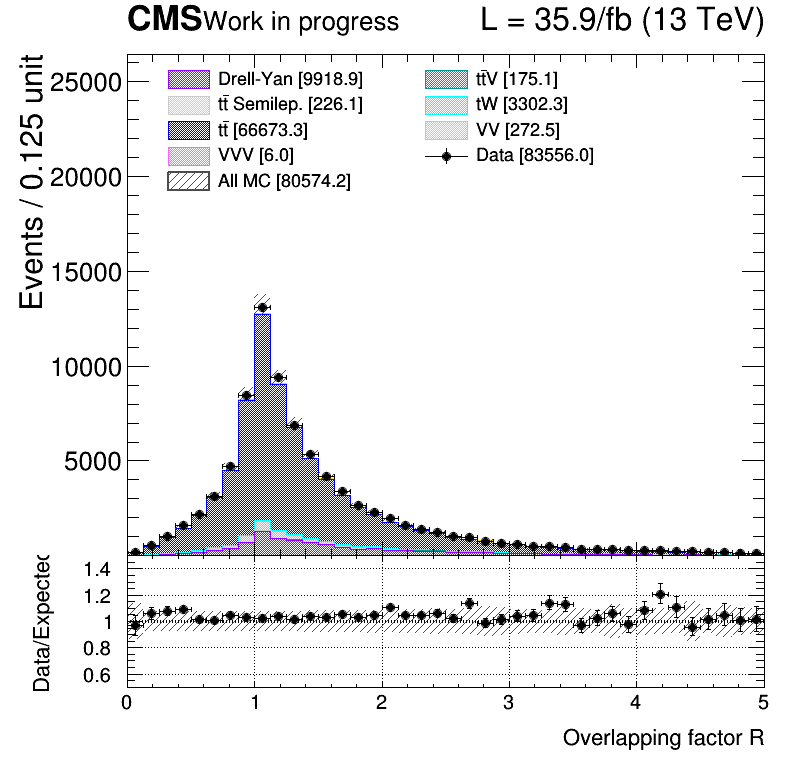 CMS Work in progress L = 35.9/fb (13 TeV)
Events / 0.125 unit
25000
20000
15000
10000
5000
Drell-Yan [9918.9]
tt̄ Semilep. [226.1]
tt̄ [66673.3]
VVV [6.0]
All MC [80574.2]
tt̄V [175.1]
tW [3302.3]
VV [272.5]
Data [83556.0]
Data/Expected
1.4
1.2
1
0.8
0.6
0 1 2 3 4 5
Overlapping factor R